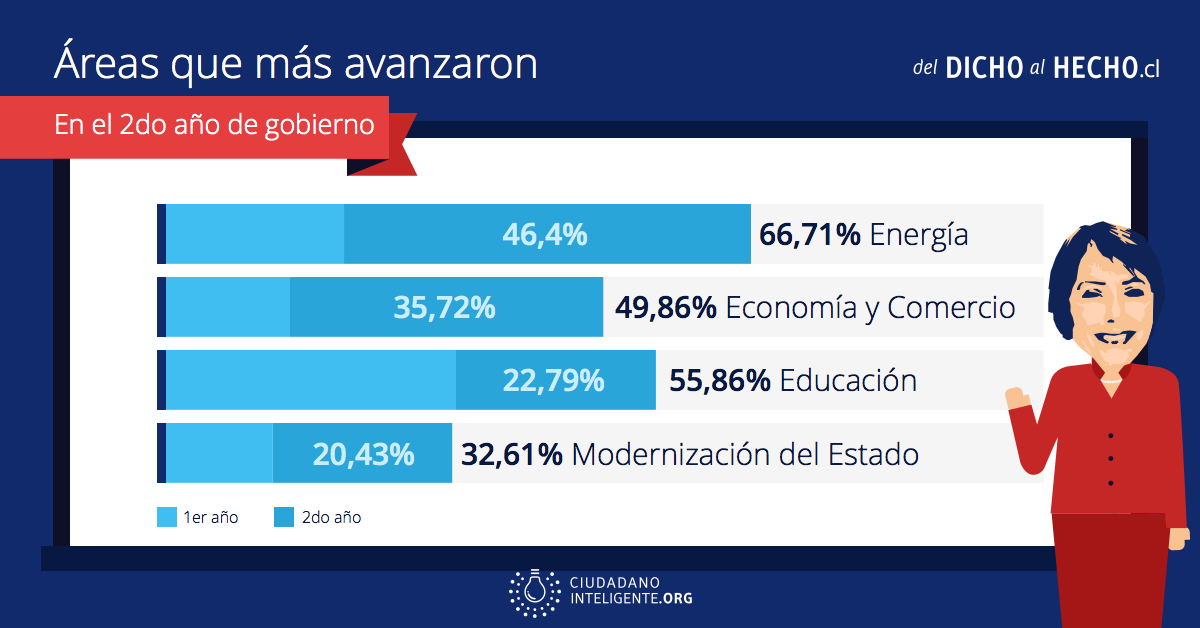 Áreas que más avanzaron
del DICHO al HECHO.cl
En el 2do año de gobierno
46,4% 66,71% Energía
35,72% 49,86% Economía y Comercio
22,79% 55,86% Educación
20,43% 32,61% Modernización del Estado
1er año 2do año
CIUDADANO
INTELIGENTE.ORG